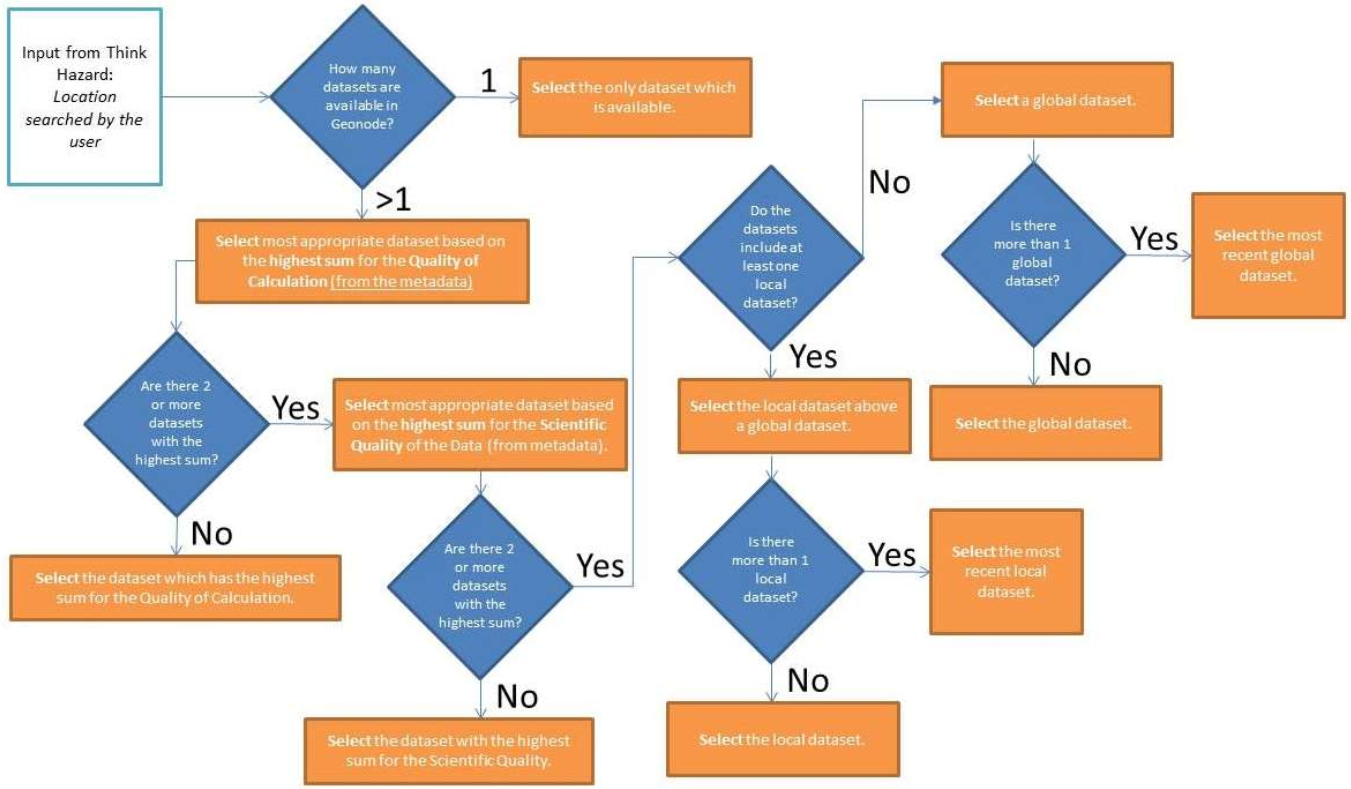 Input from Think
Hazard:
Location
searched by the
user
How many
datasets are
available in
Geonode?
1
Select the only dataset which
is available.
>1
Select most appropriate dataset based on
the highest sum for the Quality of
Calculation (from the metadata)
Are there 2
or more
datasets
with the
highest sum?
Yes
No
Select the dataset which has the highest
sum for the Quality of Calculation.
Select most appropriate dataset based
on the highest sum for the Scientific
Quality of the Data (from metadata).
Are there 2
or more
datasets
with the
highest sum?
Yes
No
Select the dataset with the highest
sum for the Scientific Quality.
Do the
datasets
include at
least one
local
dataset?
No
Yes
Select the local dataset above
a global dataset.
Is there
more than 1
local
dataset?
Yes
Select the most
recent local
dataset.
No
Select the local dataset.
Select a global dataset.
Is there
more than 1
global
dataset?
Yes
Select the most
recent global
dataset.
No
Select the global dataset.